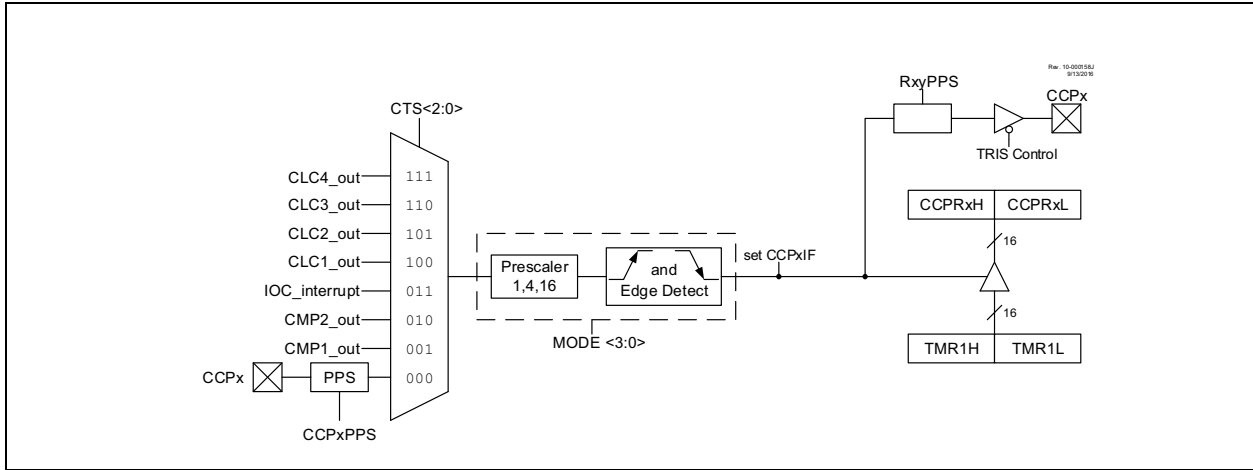 Rev. 10-000158J
9/13/2016
RxyPPS
CCPx
CTS<2:0>
TRIS Control
CLC4_out
111
CLC3_out
110
CCPRxH
CCPRxL
CLC2_out
101
16
set CCPxIF
CLC1_out
100
Prescaler
1,4,16
and
Edge Detect
IOC_interrupt
011
16
CMP2_out
010
MODE <3:0>
CMP1_out
001
TMR1H
TMR1L
CCPx
PPS
000
CCPxPPS